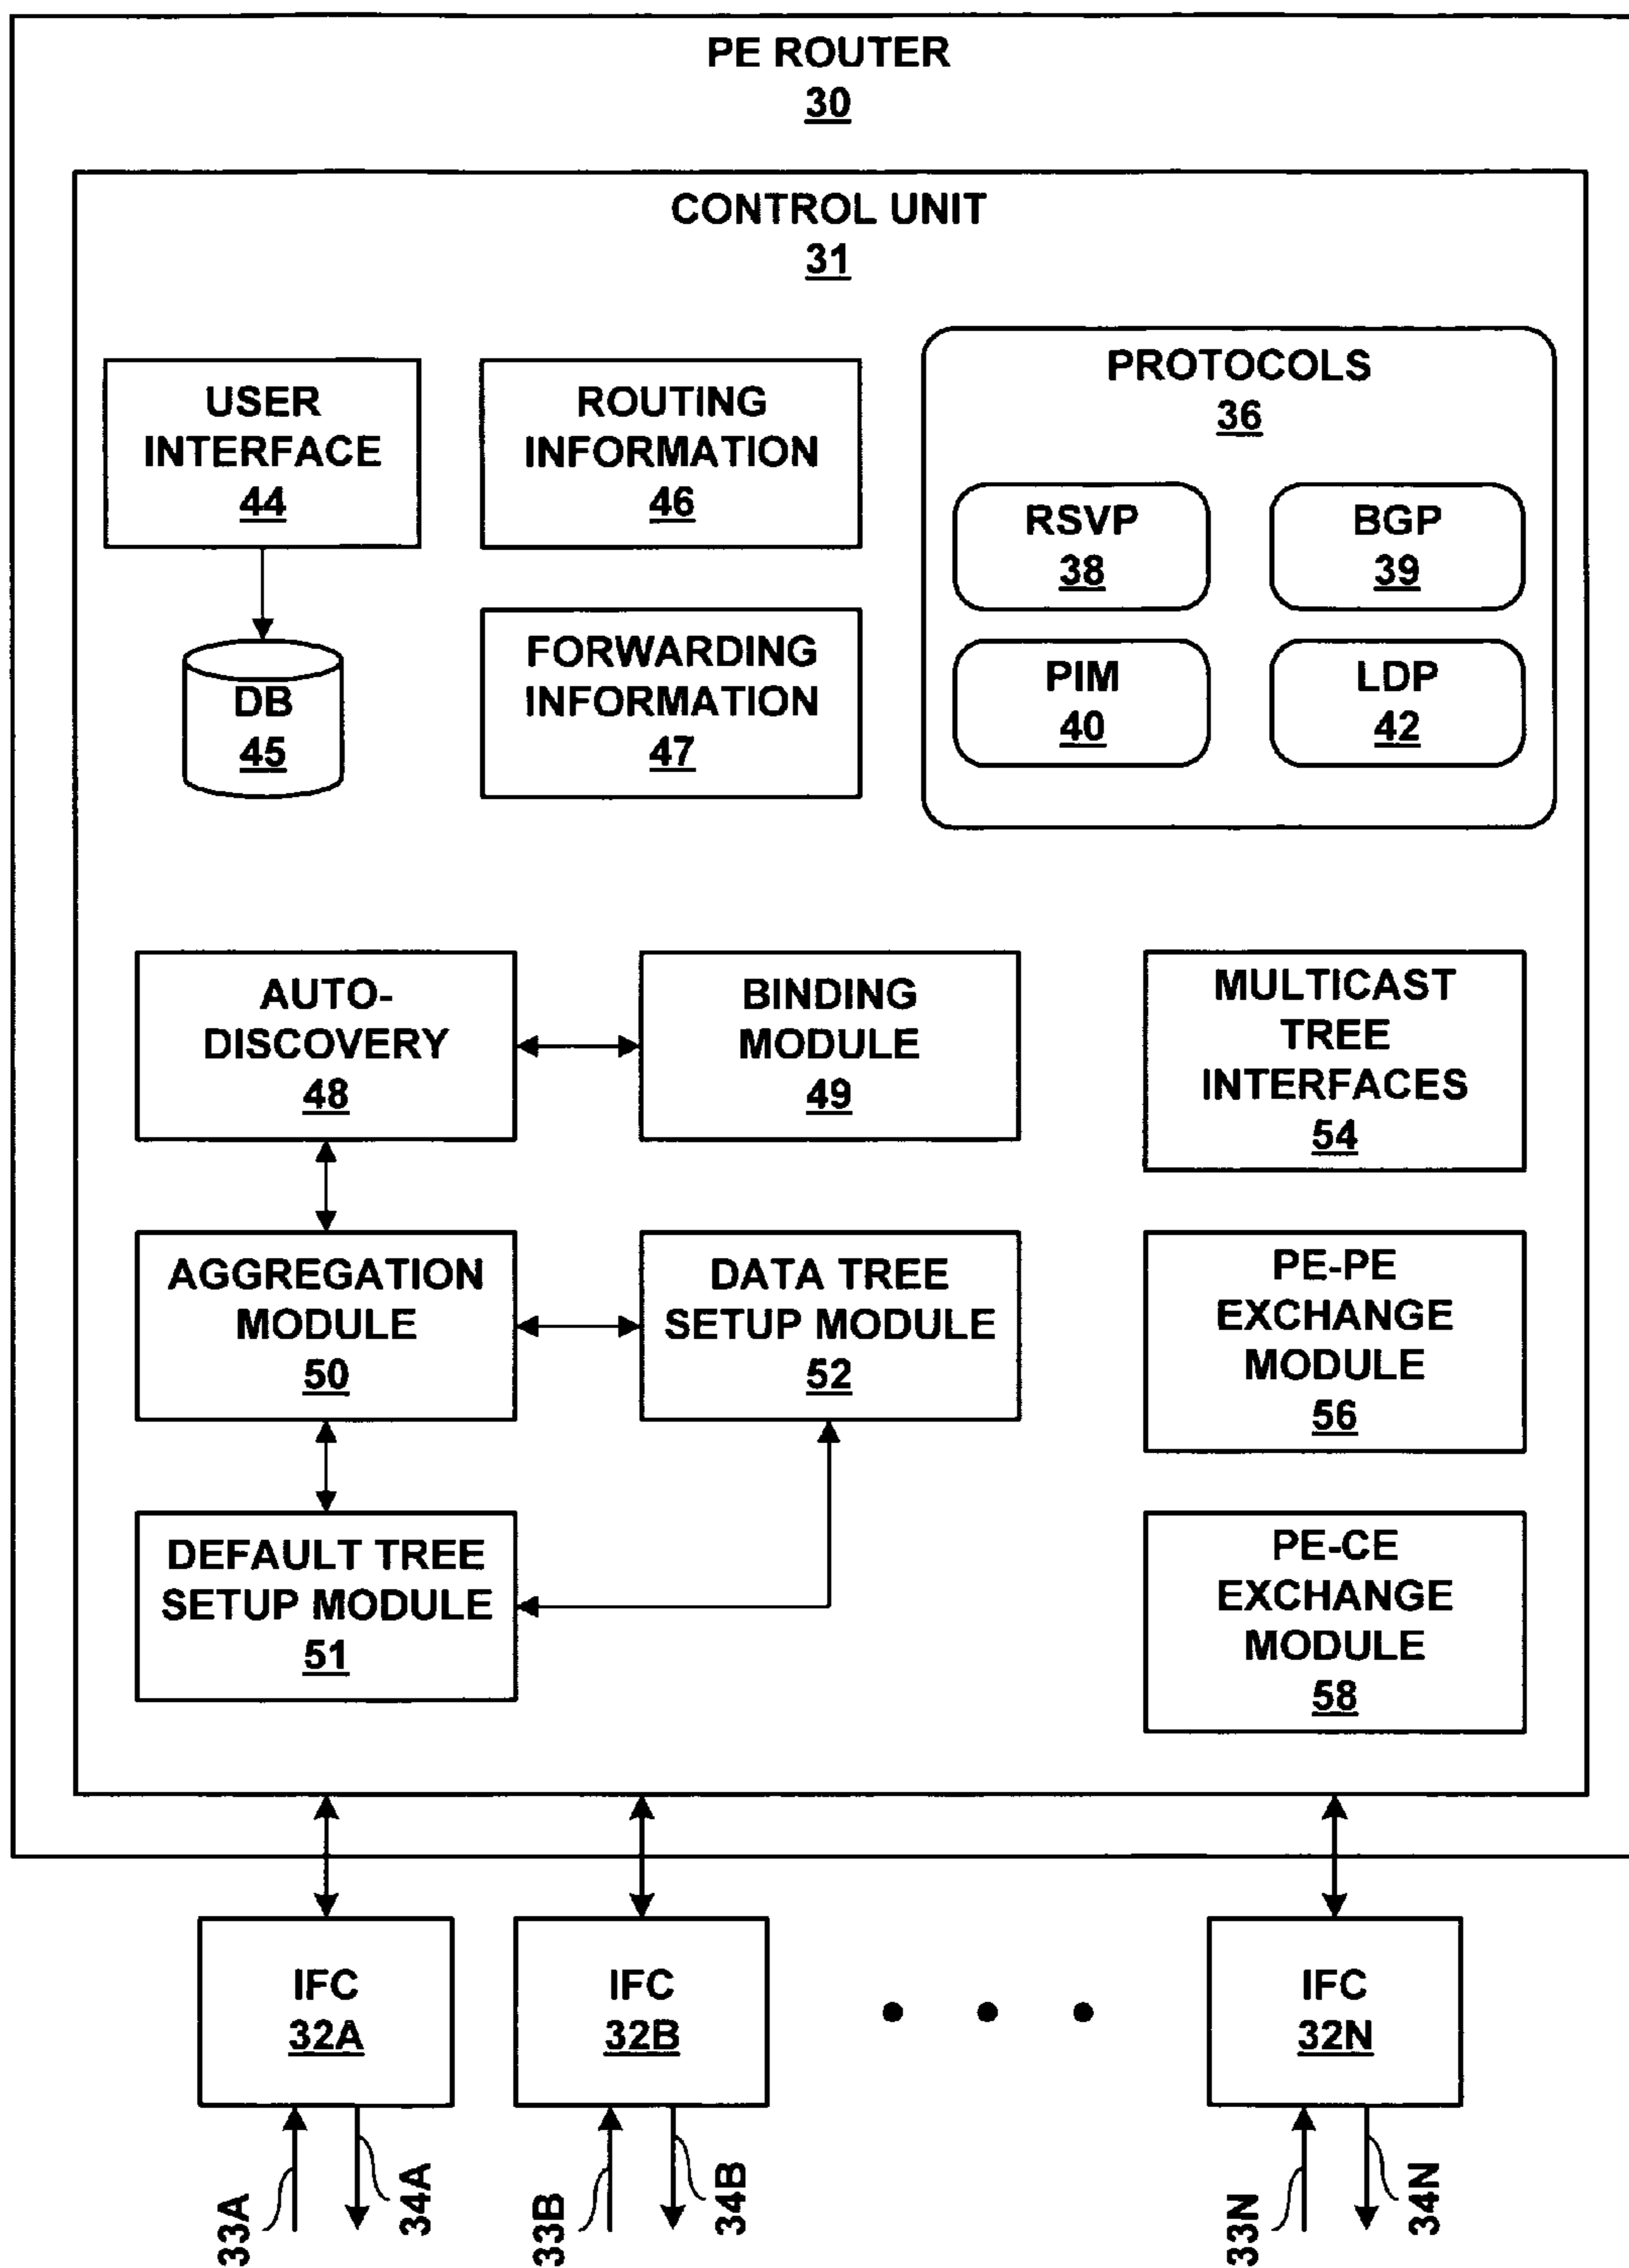 PE ROUTER
30
CONTROL UNIT
31
USER
INTERFACE
44
DB
45
ROUTING
INFORMATION
46
FORWARDING
INFORMATION
47
PROTOCOLS
36
RSVP
38
BGP
39
PIM
40
LDP
42
AUTO-
DISCOVERY
48
BINDING
MODULE
49
MULTICAST
TREE
INTERFACES
54
AGGREGATION
MODULE
50
DATA TREE
SETUP MODULE
52
PE-PE
EXCHANGE
MODULE
56
DEFAULT TREE
SETUP MODULE
51
PE-CE
EXCHANGE
MODULE
58
IFC
32A
IFC
32B
IFC
32N
33A
34A
33B
34B
33N
34N